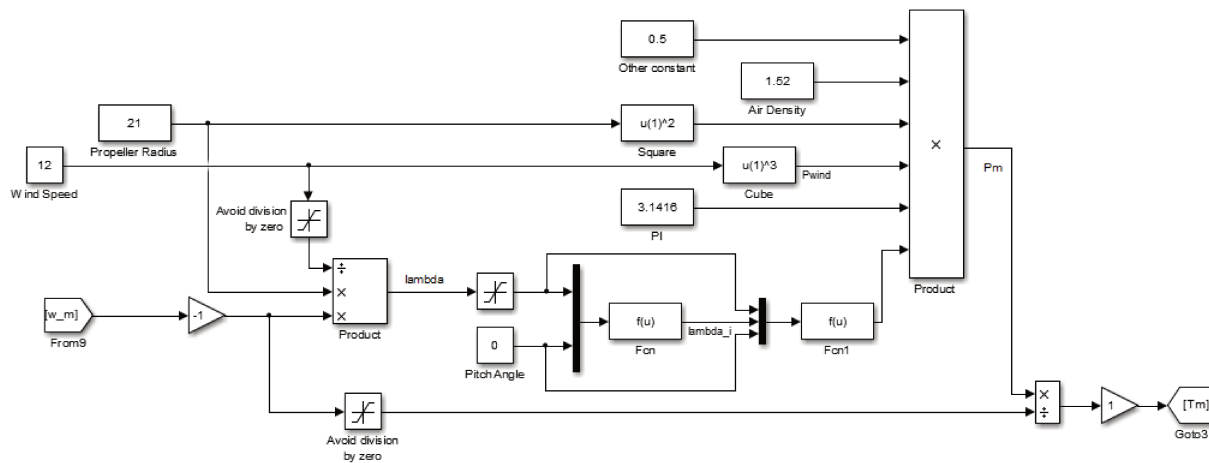 0.5
Other constant
1.52
Air Density
21
Propeller Radius
u(1)^2
Square
×
Pm
12
Wind Speed
u(1)^3
Pwind
Cube
Avoid division
by zero
3.1416
PI
÷
×
×
Product
lambda
Product
[w_m]
From9
-1
f(u)
Fcn
lambda_i
f(u)
Fcn1
0
Pitch Angle
×
÷
1
[Tm]
Goto3
Avoid division
by zero